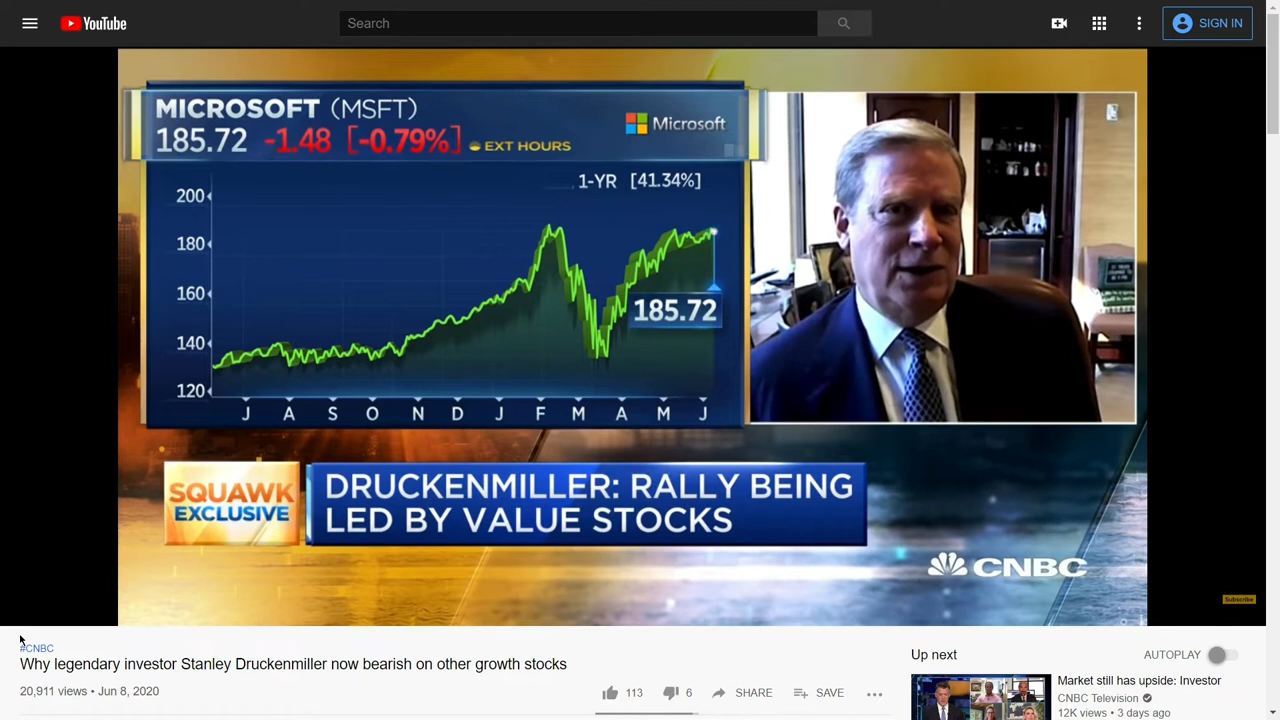 YouTube
Search
SIGN IN
MICROSOFT (MSFT)
185.72 -1.48 [-0.79%] EXT HOURS
Microsoft
1-YR [41.34%]
200
180
160
140
120
185.72
J A S O N D J F M A M J
SQUAWK
EXCLUSIVE
DRUCKENMILLER: RALLY BEING
LED BY VALUE STOCKS
CNBC
Subscribe
#CNBC
Why legendary investor Stanley Druckenmiller now bearish on other growth stocks
20,911 views • Jun 8, 2020
113
6
SHARE
SAVE
Up next
AUTOPLAY
Market still has upside: Investor
CNBC Television
12K views • 3 days ago